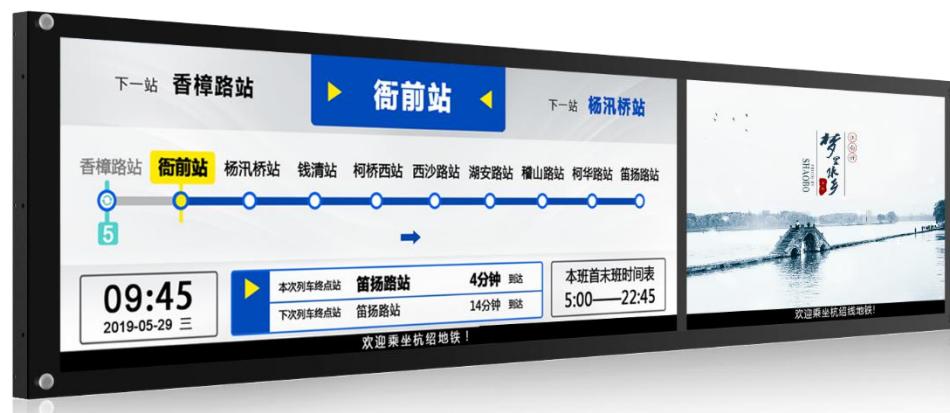 下一站 香樟路站
衙前站
下一站 杨汛桥站
香樟路站 衙前站 杨汛桥站 钱清站 柯桥西站 西沙路站 湖安路站 稽山路站 柯华路站 笛扬路站
5
09:45
2019-05-29 三
本次列车终点站 笛扬路站 4分钟 到达
下次列车终点站 笛扬路站 14分钟 到达
本班首末班时间表
5:00——22:45
欢迎乘坐杭绍地铁！
梦里水乡
SHAOBO
欢迎乘坐杭绍线地铁!